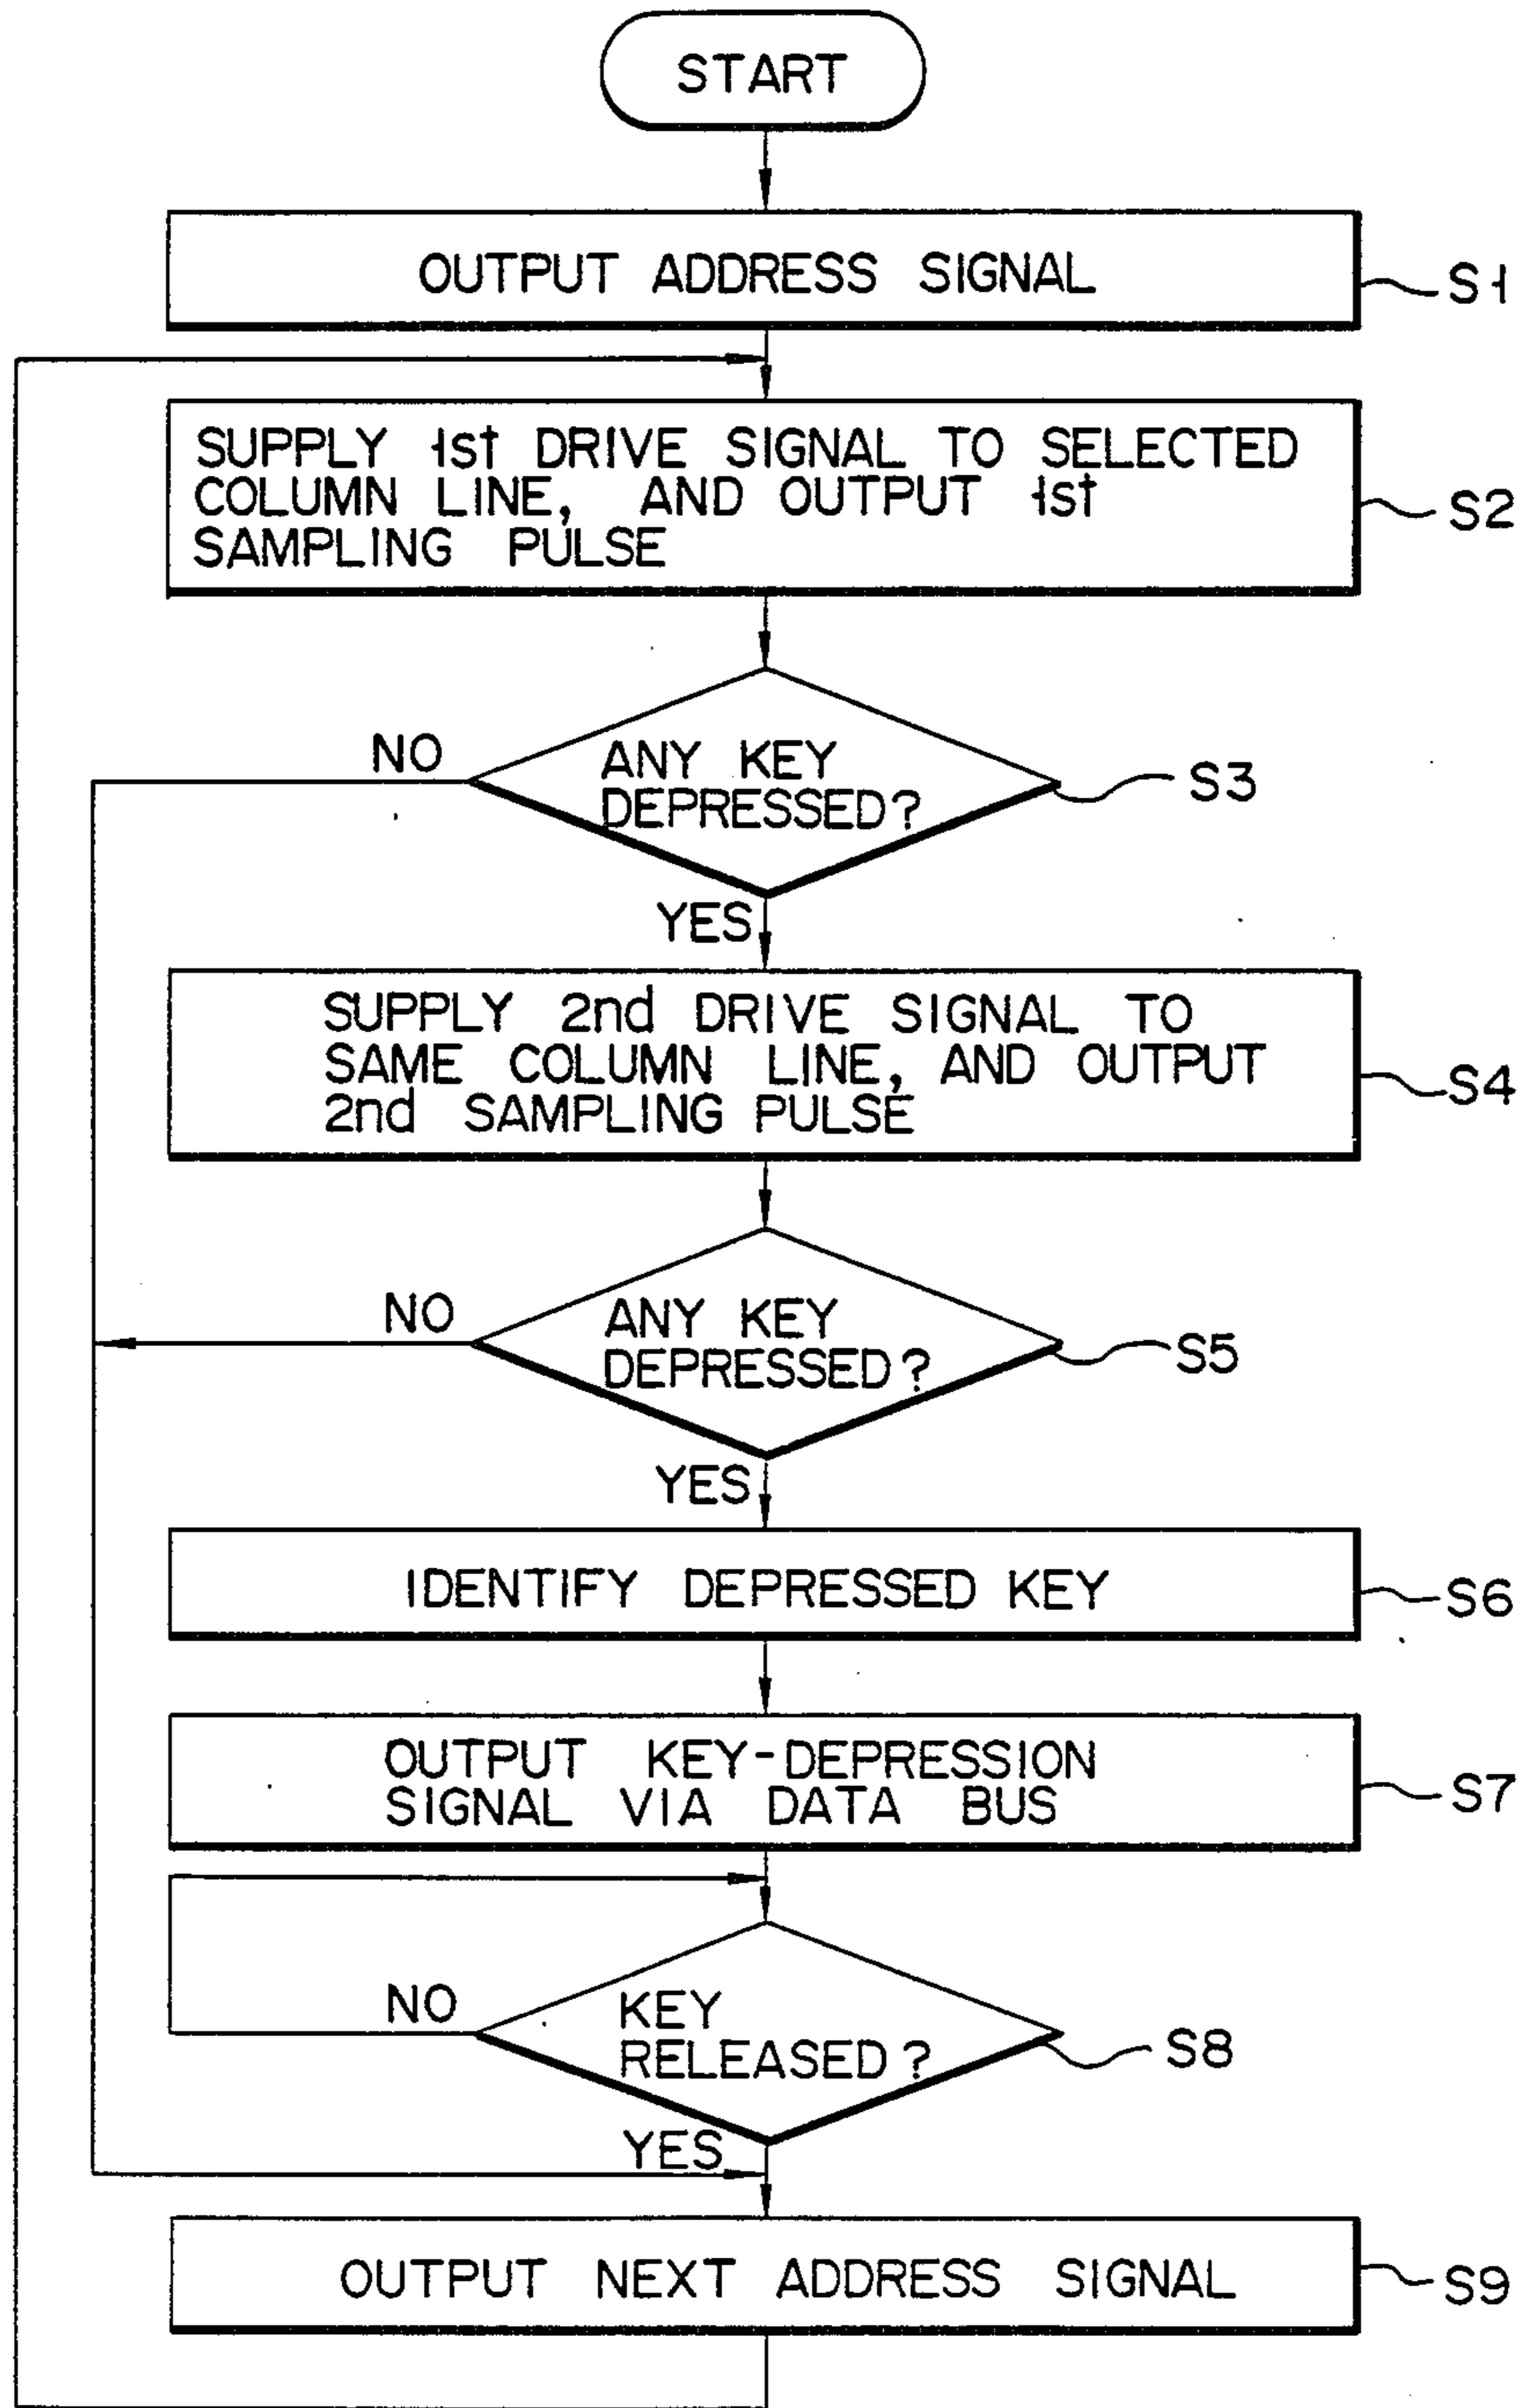 START
OUTPUT ADDRESS SIGNAL
S1
SUPPLY 1st DRIVE SIGNAL TO SELECTED
COLUMN LINE, AND OUTPUT 1st
SAMPLING PULSE
S2
NO
ANY KEY
DEPRESSED?
S3
YES
SUPPLY 2nd DRIVE SIGNAL TO
SAME COLUMN LINE, AND OUTPUT
2nd SAMPLING PULSE
S4
NO
ANY KEY
DEPRESSED?
S5
YES
IDENTIFY DEPRESSED KEY
S6
OUTPUT KEY-DEPRESSION
SIGNAL VIA DATA BUS
S7
NO
KEY
RELEASED?
S8
YES
OUTPUT NEXT ADDRESS SIGNAL
S9